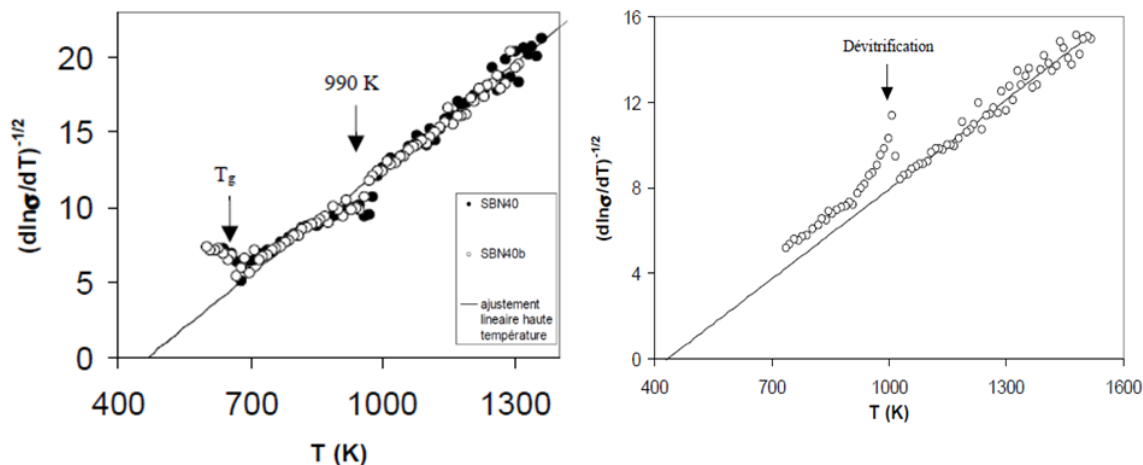 (dlnσ/dT)^-1/2
20
15
10
5
0
T_g
990 K
SBN40
SBN40b
ajustement
lineaire haute
température
400
700
1000
1300
T (K)
(dlnσ/dT)^-1/2
16
12
8
4
0
Dévitrification
400
700
1000
1300
1600
T (K)